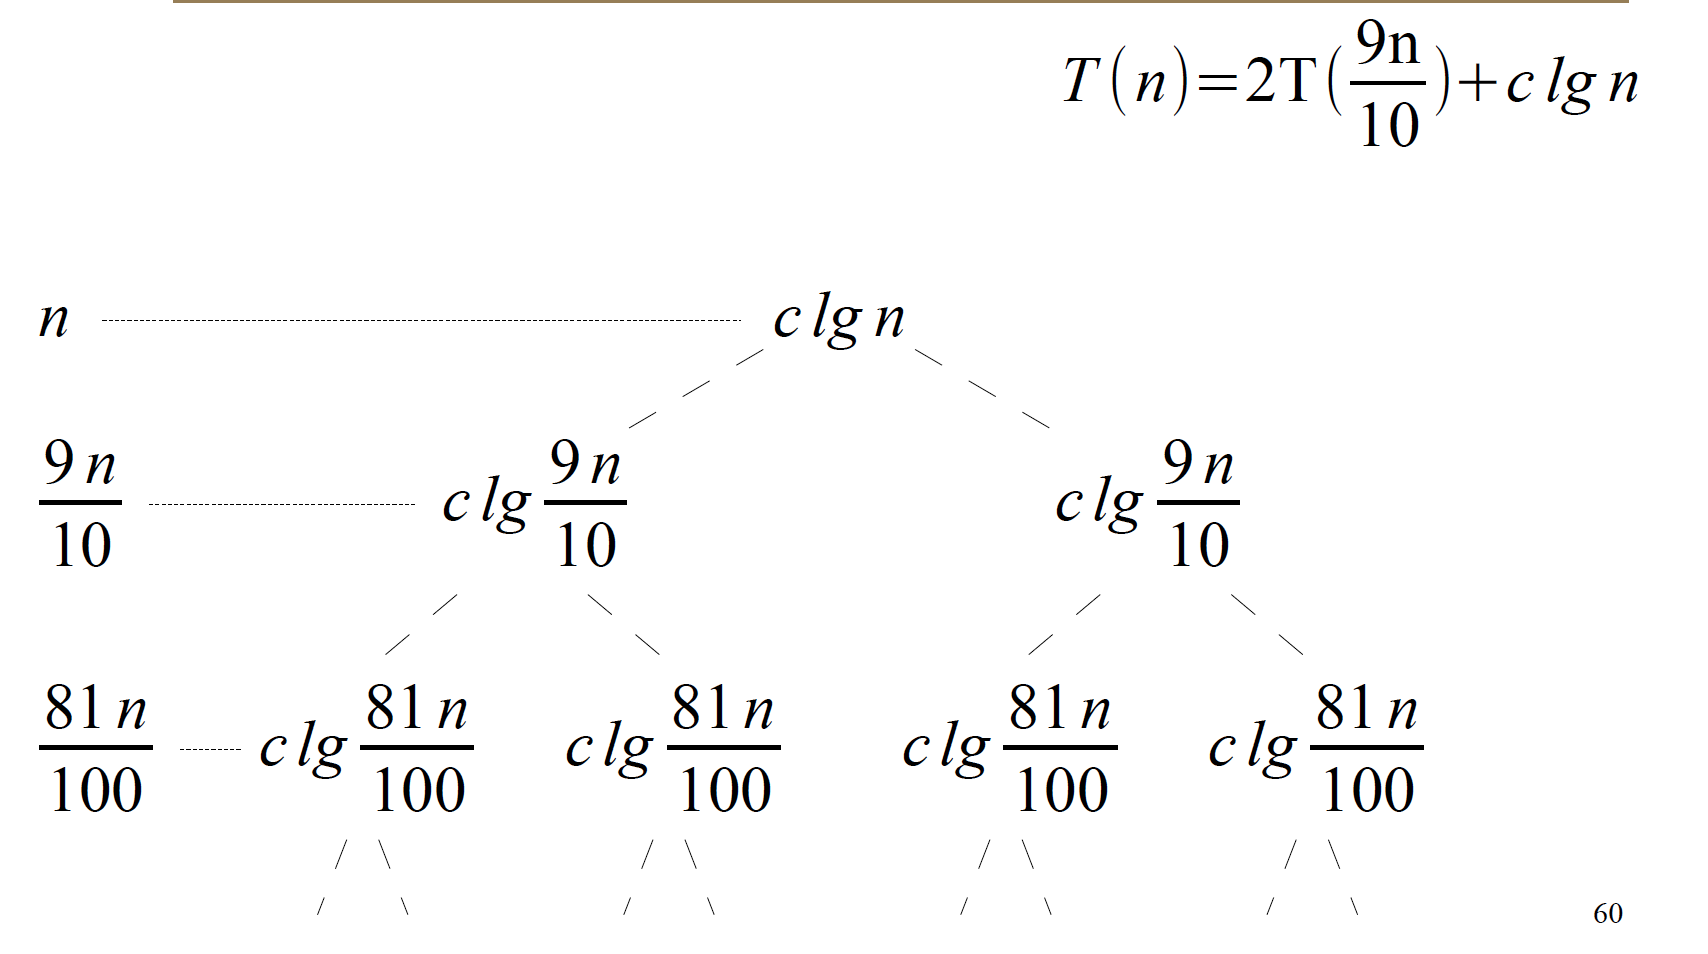 T(n)=2T(9n/10)+c lg n
n c lg n
9n/10 c lg 9n/10 c lg 9n/10
81n/100 c lg 81n/100 c lg 81n/100 c lg 81n/100 c lg 81n/100
60